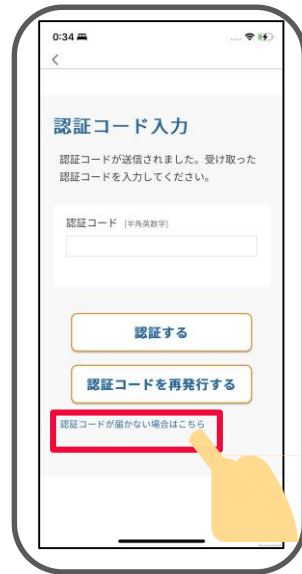 0:34
認証コード入力
認証コードが送信されました。受け取った
認証コードを入力してください。
認証コード [半角英数字]
認証する
認証コードを再発行する
認証コードが届かない場合はこちら